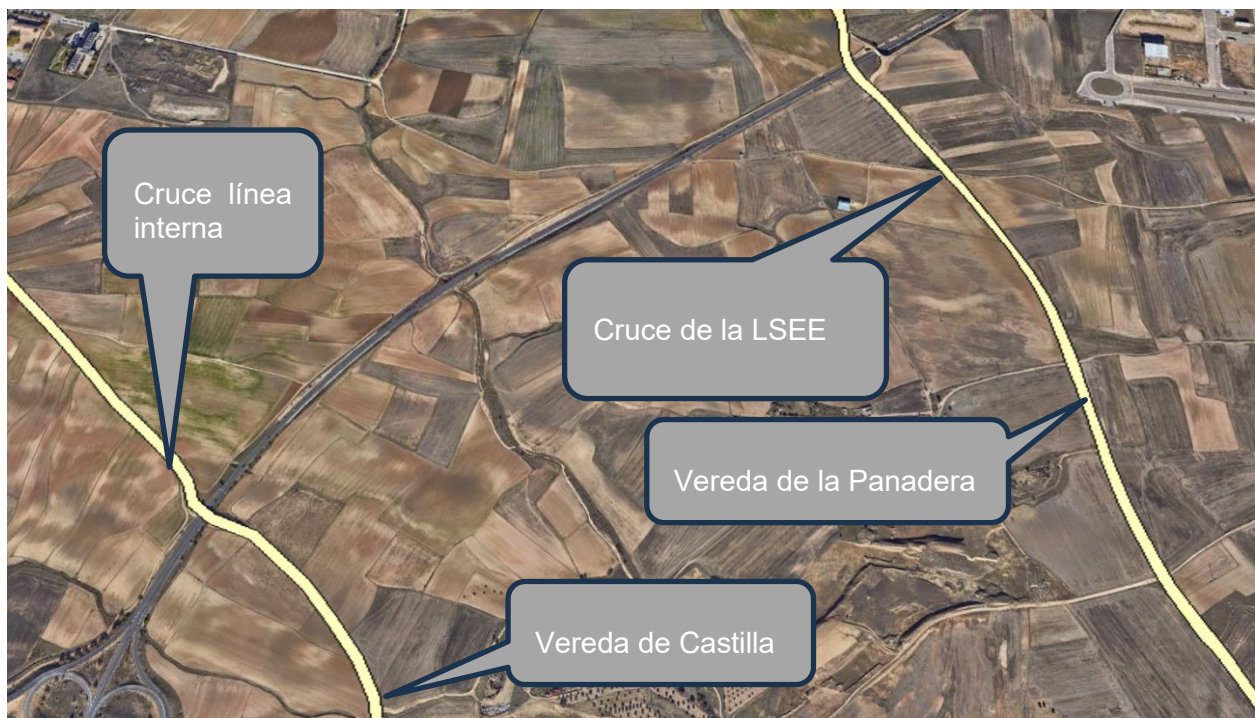 Cruce línea
interna
Cruce de la LSEE
Vereda de la Panadera
Vereda de Castilla